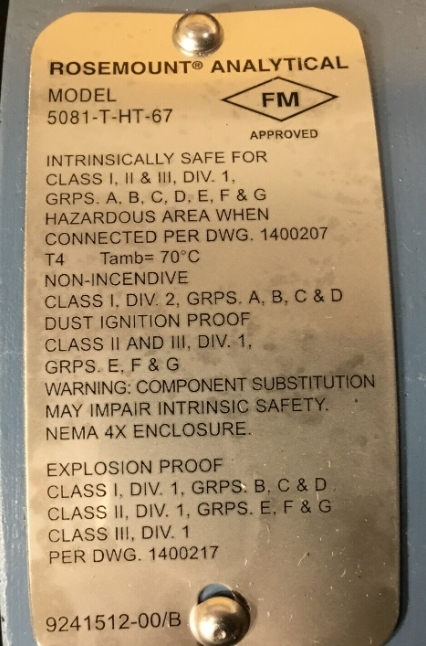 ROSEMOUNT® ANALYTICAL
MODEL
5081-T-HT-67
FM
APPROVED
INTRINSICALLY SAFE FOR
CLASS I, II & III, DIV. 1,
GRPS. A, B, C, D, E, F & G
HAZARDOUS AREA WHEN
CONNECTED PER DWG. 1400207
T4 Tamb= 70°C
NON-INCENDIVE
CLASS I, DIV. 2, GRPS. A, B, C & D
DUST IGNITION PROOF
CLASS II AND III, DIV. 1,
GRPS. E, F & G
WARNING: COMPONENT SUBSTITUTION
MAY IMPAIR INTRINSIC SAFETY.
NEMA 4X ENCLOSURE.
EXPLOSION PROOF
CLASS I, DIV. 1, GRPS. B, C & D
CLASS II, DIV. 1, GRPS. E, F & G
CLASS III, DIV. 1
PER DWG. 1400217
9241512-00/B